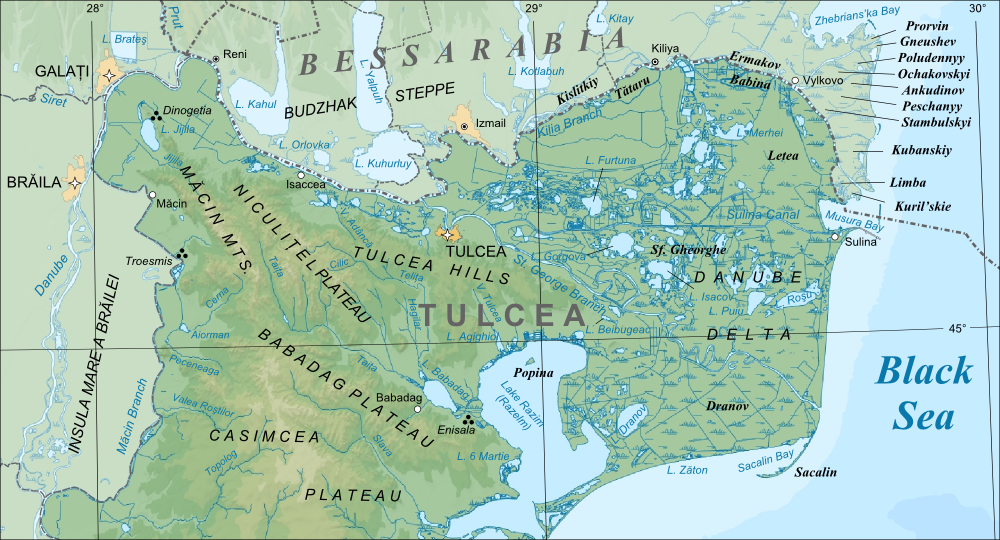 28°
29°
30°
Prut
L. Brateș
Reni
L. Kitay
Zhebrians'ka Bay
Prorvin
Gneushev
Poludennyy
Ochakovskyi
Ankudinov
Peschanyy
Stambulskyi
Kubanskiy
Limba
Kuril'skie
BESSARABIA
GALAȚI
Siret
L. Kahul
L. Yalpuh
L. Kotlabuh
Kiliya
Ermakov
Vylkovo
BUDZHAK
STEPPE
Kislitkiy
Tătaru
Babina
Dinogetia
L. Jijila
Jijila
Izmail
Kilia Branch
L. Merhei
L. Orlovka
L. Kuhurluy
L. Furtuna
Letea
BRĂILA
Isaccea
Măcin
MĂCIN MTS.
NICULIȚEL PLATEAU
Sulina Canal
Musura Bay
Sulina
TULCEA
Troesmis
Danube
Taița
Cilic
TULCEA HILLS
Telița
Gorgova
Sf. Gheorghe
St. George Branch
DANUBE
Cerna
Hagilar
V. Tulcea
L. Isacov
Roșu
L. Puiu
TULCEA
INSULA MARE A BRĂILEI
Aiorman
L. Agighiol
L. Beibugeac
DELTA
45°
BABADAG PLATEAU
Peceneaga
Taița
Popina
Black
Sea
Măcin Branch
Valea Roștilor
Babadag
L. Babadag
Lake Razim
(Razelm)
Dranov
Dranov
Enisala
CASIMCEA
Slava
Topolog
L. 6 Martie
L. Zăton
Sacalin Bay
Sacalin
PLATEAU